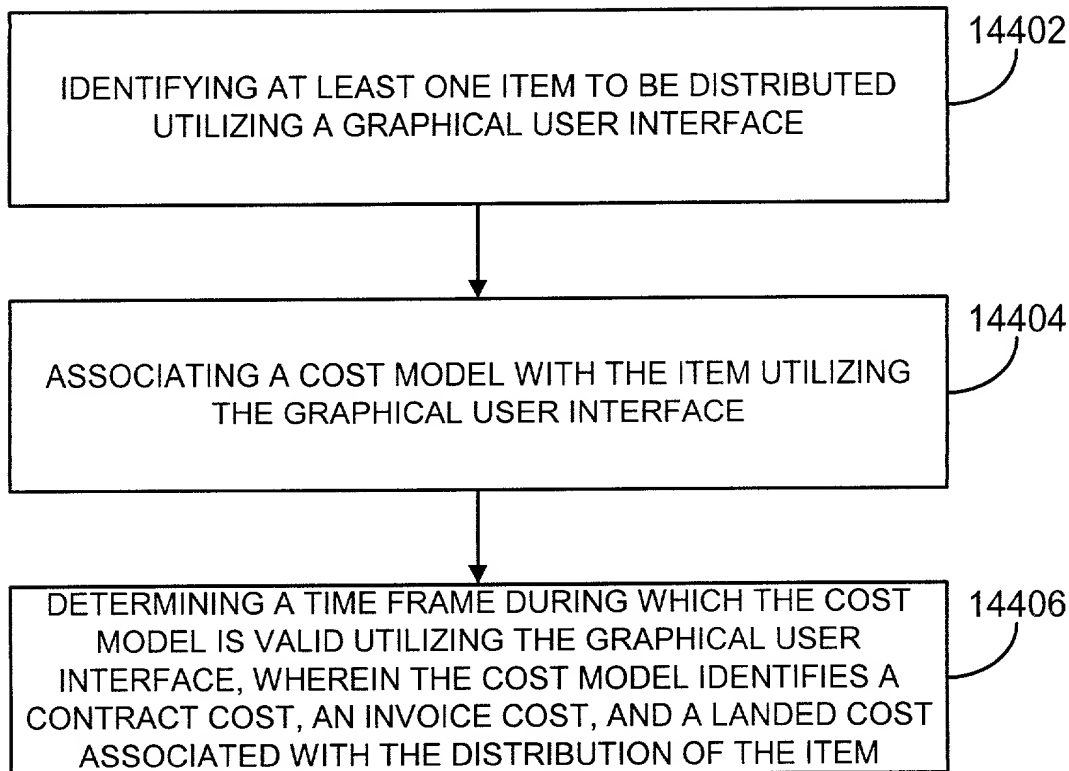 14402
IDENTIFYING AT LEAST ONE ITEM TO BE DISTRIBUTED
UTILIZING A GRAPHICAL USER INTERFACE
14404
ASSOCIATING A COST MODEL WITH THE ITEM UTILIZING
THE GRAPHICAL USER INTERFACE
14406
DETERMINING A TIME FRAME DURING WHICH THE COST
MODEL IS VALID UTILIZING THE GRAPHICAL USER
INTERFACE, WHEREIN THE COST MODEL IDENTIFIES A
CONTRACT COST, AN INVOICE COST, AND A LANDED COST
ASSOCIATED WITH THE DISTRIBUTION OF THE ITEM